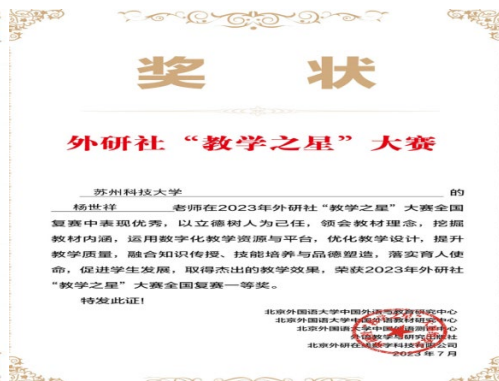 奖 状
外研社“教学之星”大赛
苏州科技大学 的
杨世祥 老师在2023年外研社“教学之星”大赛全国
复赛中表现优秀，以立德树人为己任，领会教材理念，挖掘
教材内涵，运用数字化教学资源与平台，优化教学设计，提升
教学质量，融合知识传授、技能培养与品德塑造，落实育人使
命，促进学生发展，取得杰出的教学效果，荣获2023年外研社
“教学之星”大赛全国复赛一等奖。
特发此证！
北京外国语大学中国外语与教育研究中心
北京外国语大学中国外语教材研究中心
北京外国语大学中国外语测评中心
外语教学与研究出版社
北京外研在线数字科技有限公司
2023年7月